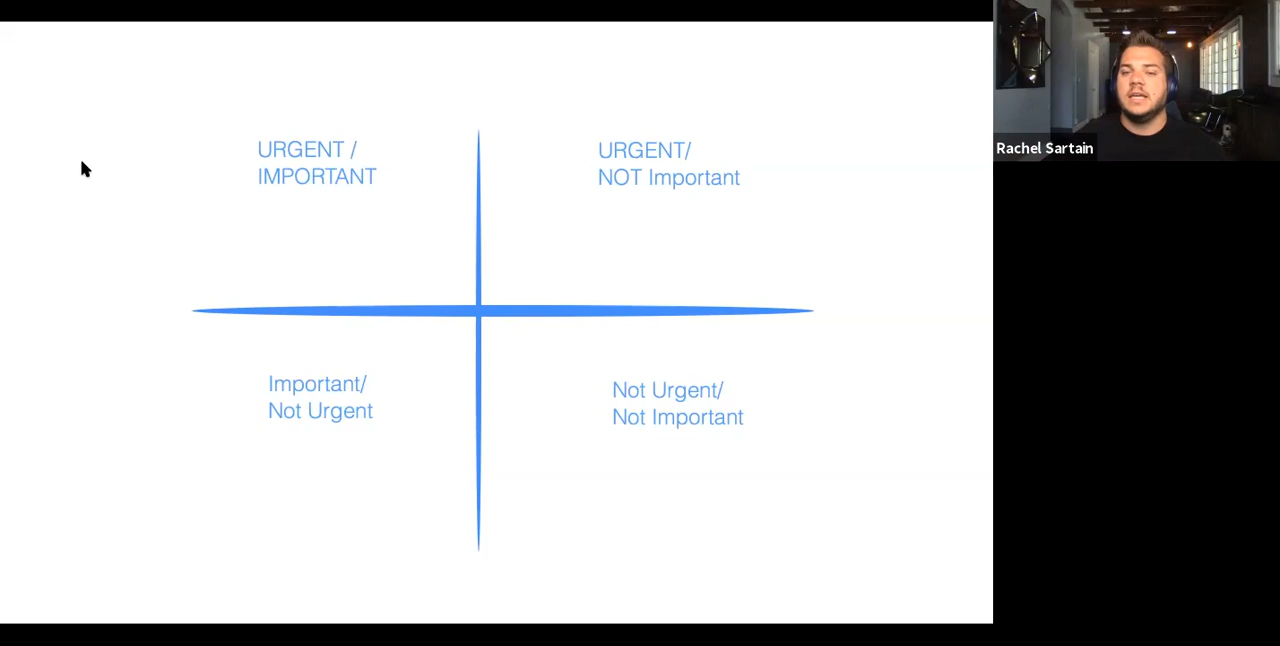 URGENT /
IMPORTANT
URGENT/
NOT Important
Important/
Not Urgent
Not Urgent/
Not Important
Rachel Sartain